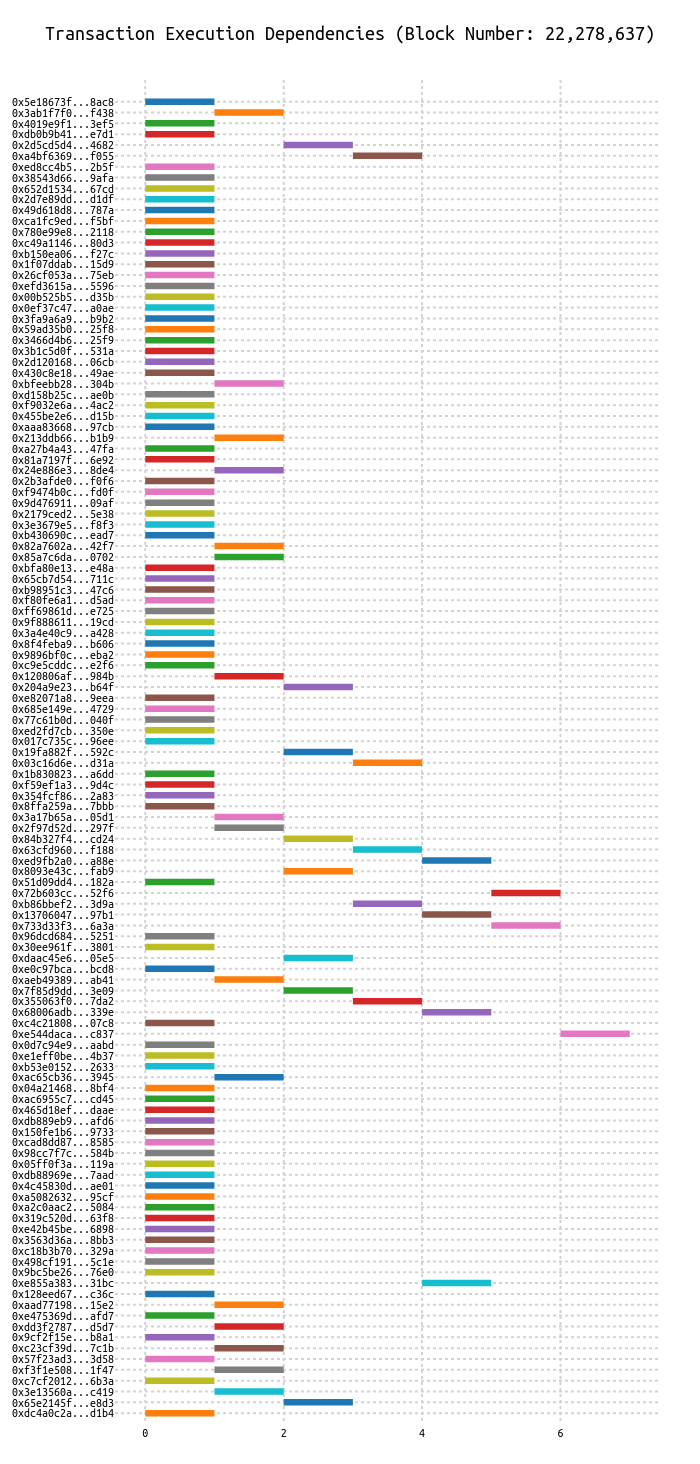 Transaction Execution Dependencies (Block Number: 22,278,637)
0x5e18673f...8ac8
0x3ab1f7f0...f438
0x4019e9f1...3ef5
0xdb0b9b41...e7d1
0x2d5cd5d4...4682
0xa4bf6369...f055
0xed8cc4b5...2b5f
0x38543d66...9afa
0x652d1534...67cd
0x2d7e89dd...d1df
0x49d618d8...787a
0xca1fc9ed...f5bf
0x780e99e8...2118
0xc49a1146...80d3
0xb150ea06...f27c
0x1f07ddab...15d9
0x26cf053a...75eb
0xefd3615a...5596
0x00b525b5...d35b
0x0ef37c47...a0ae
0x3fa9a6a9...b9b2
0x59ad35b0...25f8
0x3466d4b6...25f9
0x3b1c5d0f...531a
0x2d120168...06cb
0x430c8e18...49ae
0xbfeebb28...304b
0xd158b25c...ae0b
0xf9032e6a...4ac2
0x455be2e6...d15b
0xaaa83668...97cb
0x213ddb66...b1b9
0xa27b4a43...47fa
0x81a7197f...6e92
0x24e886e3...8de4
0x2b3afde0...f0f6
0xf9474b0c...fd0f
0x9d476911...09af
0x2179ced2...5e38
0x3e3679e5...f8f3
0xb430690c...ead7
0x82a7602a...42f7
0x85a7c6da...0702
0xbfa80e13...e48a
0x65cb7d54...711c
0xb98951c3...47c6
0xf80fe6a1...d5ad
0xff69861d...e725
0x9f888611...19cd
0x3a4e40c9...a428
0x8f4feba9...b606
0x9896bf0c...eba2
0xc9e5cddc...e2f6
0x120806af...984b
0x204a9e23...b64f
0xe82071a8...9eea
0x685e149e...4729
0x77c61b0d...040f
0xed2fd7cb...350e
0x017c735c...96ee
0x19fa882f...592c
0x03c16d6e...d31a
0x1b830823...a6dd
0xf59ef1a3...9d4c
0x354fcf86...2a83
0x8ffa259a...7bbb
0x3a17b65a...05d1
0x2f97d52d...297f
0x84b327f4...cd24
0x63cfd960...f188
0xed9fb2a0...a88e
0x8093e43c...fab9
0x51d09dd4...182a
0x72b603cc...52f6
0xb86bbef2...3d9a
0x13706047...97b1
0x733d33f3...6a3a
0x96dcd684...5251
0x30ee961f...3801
0xdaac45e6...05e5
0xe0c97bca...bcd8
0xaeb49389...ab41
0x7f85d9dd...3e09
0x355063f0...7da2
0x68006adb...339e
0xc4c21808...07c8
0xe544daca...c837
0x0d7c94e9...aabd
0xe1eff0be...4b37
0xb53e0152...2633
0xac65cb36...3945
0x04a21468...8bf4
0xac6955c7...cd45
0x465d18ef...daae
0xdb889eb9...afd6
0x150fe1b6...9733
0xcad8dd87...8585
0x98cc7f7c...584b
0x05ff0f3a...119a
0xdb88969e...7aad
0x4c45830d...ae01
0xa5082632...95cf
0xa2c0aac2...5084
0x319c520d...63f8
0xe42b45be...6898
0x3563d36a...8bb3
0xc18b3b70...329a
0x498cf191...5c1e
0x9bc5be26...76e0
0xe855a383...31bc
0x128eed67...c36c
0xaad77198...15e2
0xe475369d...afd7
0xdd3f2787...d5d7
0x9cf2f15e...b8a1
0xc23cf39d...7c1b
0x57f23ad3...3d58
0xf3f1e508...1f47
0xc7cf2012...6b3a
0x3e13560a...c419
0x65e2145f...e8d3
0xdc4a0c2a...d1b4
0 2 4 6